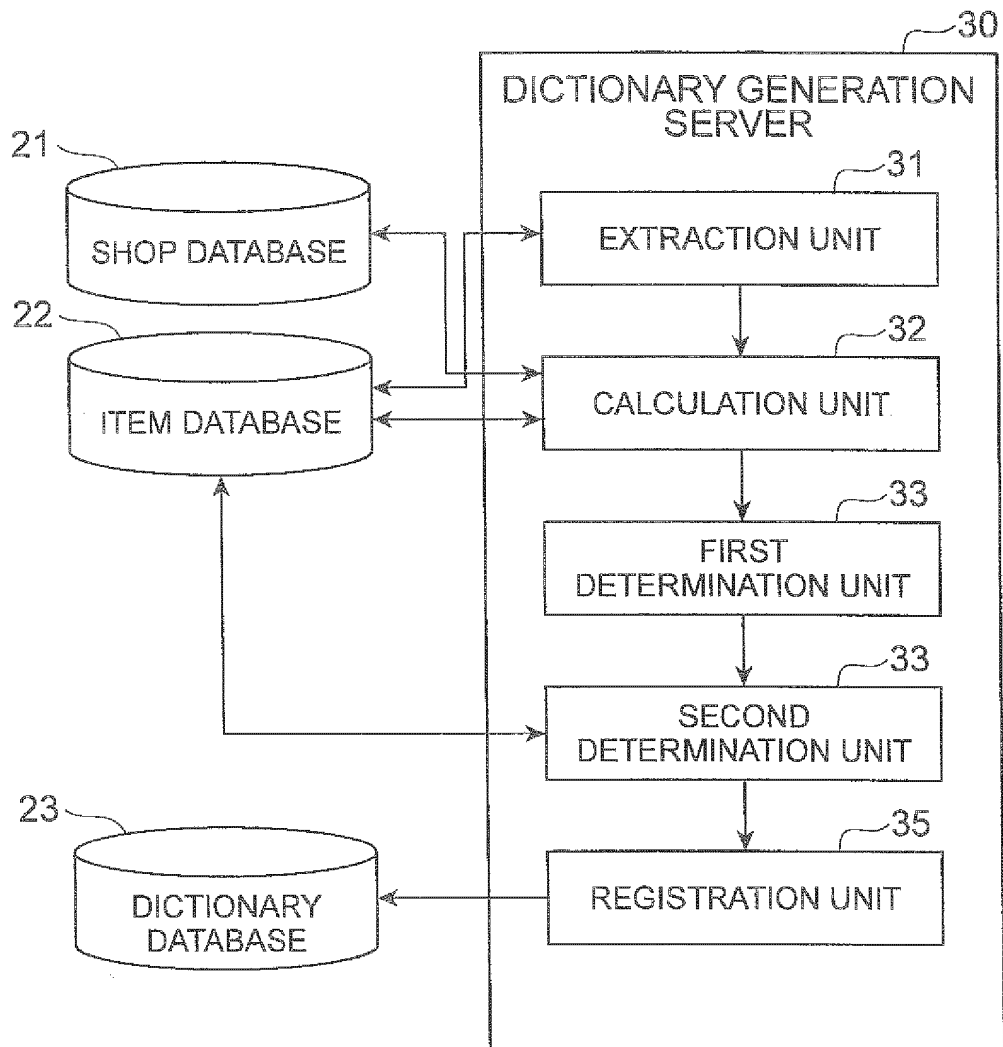 30
DICTIONARY GENERATION
SERVER
21
SHOP DATABASE
31
EXTRACTION UNIT
22
ITEM DATABASE
32
CALCULATION UNIT
33
FIRST
DETERMINATION UNIT
33
SECOND
DETERMINATION UNIT
23
DICTIONARY
DATABASE
35
REGISTRATION UNIT